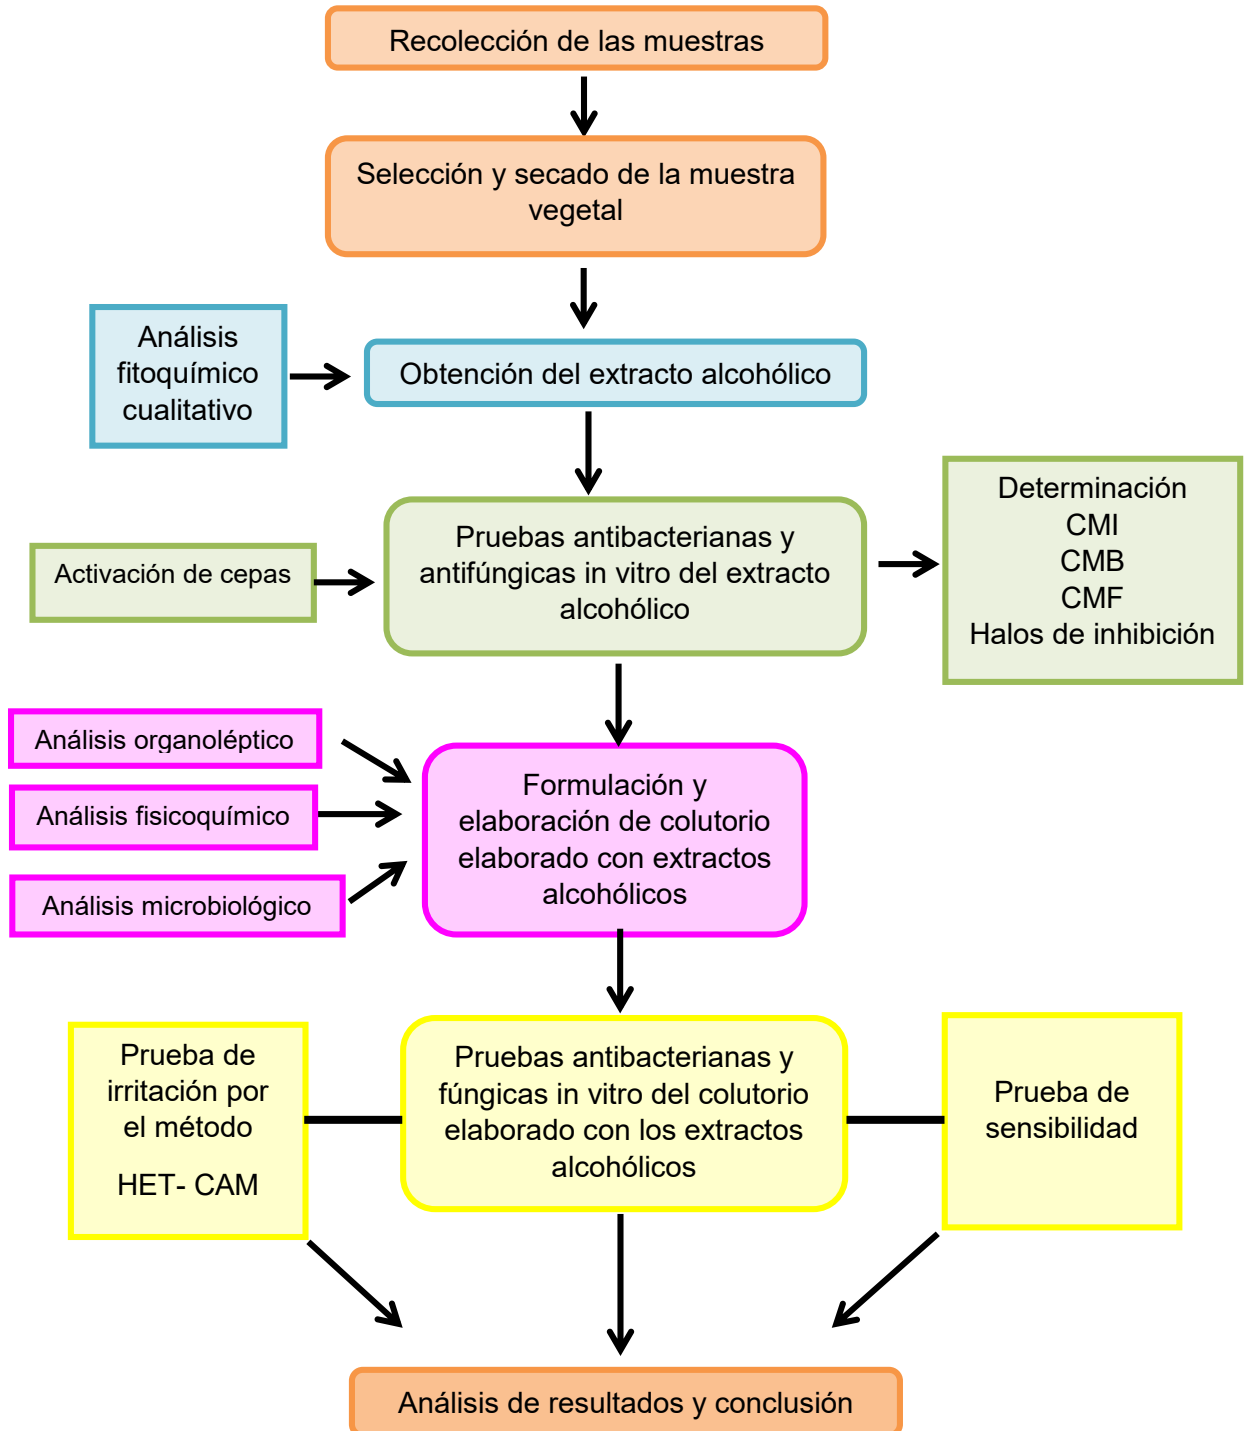 Recolección de las muestras
Selección y secado de la muestra
vegetal
Análisis
fitoquímico
cualitativo
Obtención del extracto alcohólico
Determinación
CMI
CMB
CMF
Halos de inhibición
Pruebas antibacterianas y
antifúngicas in vitro del extracto
alcohólico
Activación de cepas
Análisis organoléptico
Análisis fisicoquímico
Análisis microbiológico
Formulación y
elaboración de colutorio
elaborado con extractos
alcohólicos
Prueba de
irritación por
el método
HET- CAM
Pruebas antibacterianas y
fúngicas in vitro del colutorio
elaborado con los extractos
alcohólicos
Prueba de
sensibilidad
Análisis de resultados y conclusión